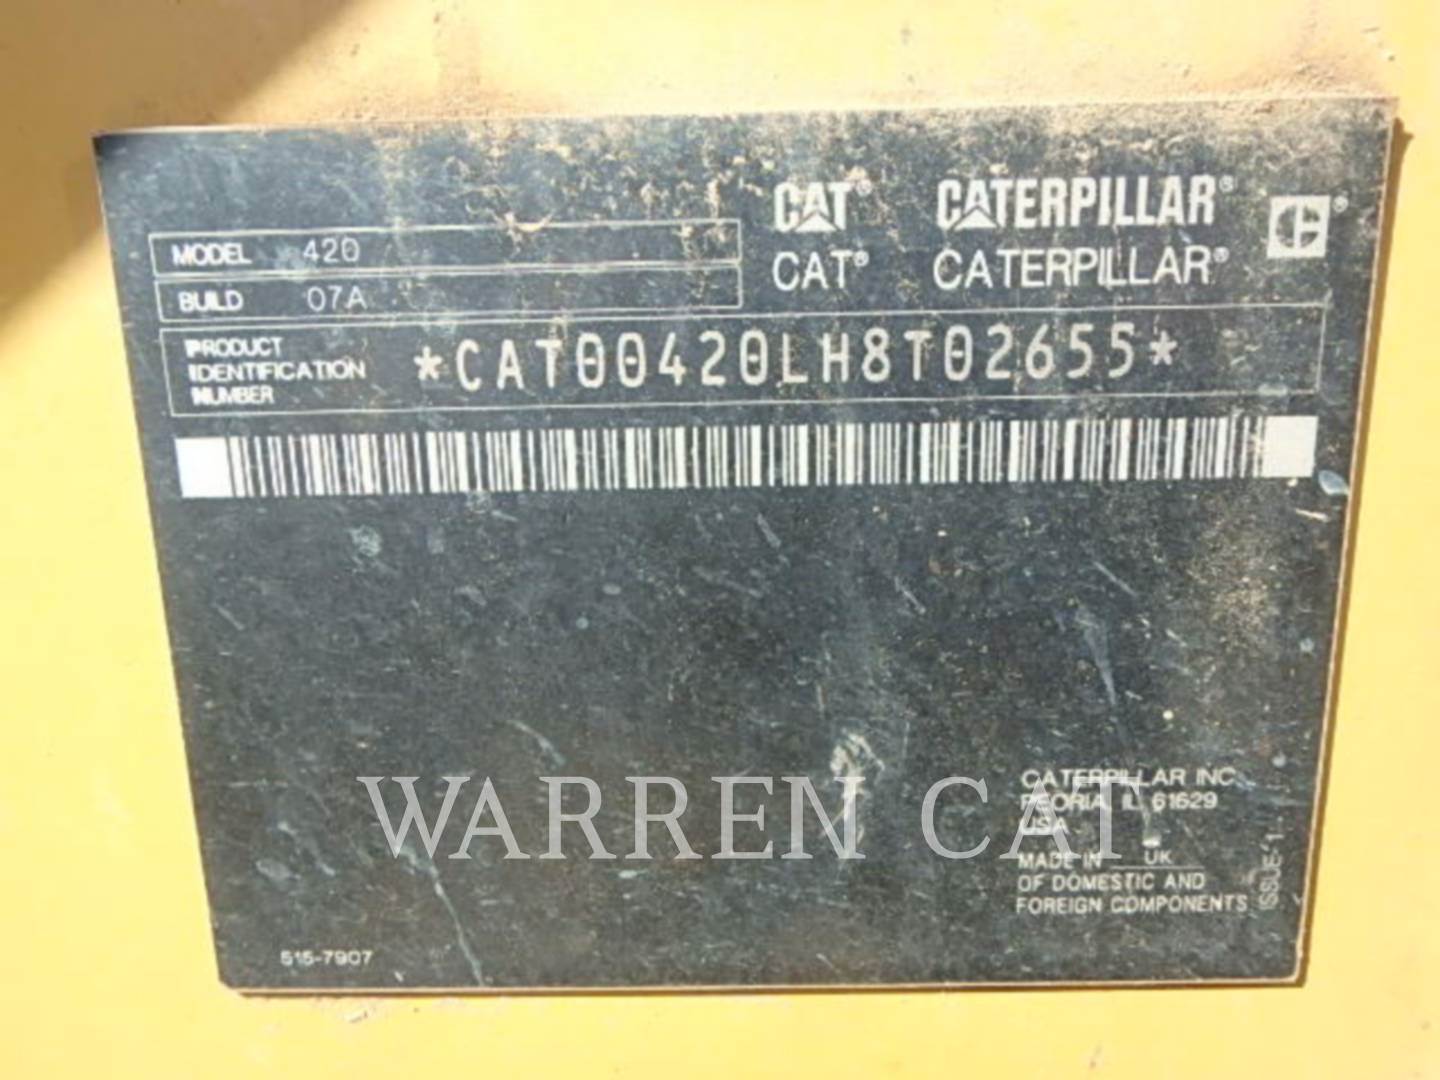 CAT® CATERPILLAR®
CAT® CATERPILLAR®
MODEL 420
BUILD 07A
PRODUCT
IDENTIFICATION
NUMBER
*CAT00420LH8T02655*
WARREN CAT
CATERPILLAR INC.
PEORIA, IL 61629
USA
MADE IN UK
OF DOMESTIC AND
FOREIGN COMPONENTS
ISSUE 11
515-7907